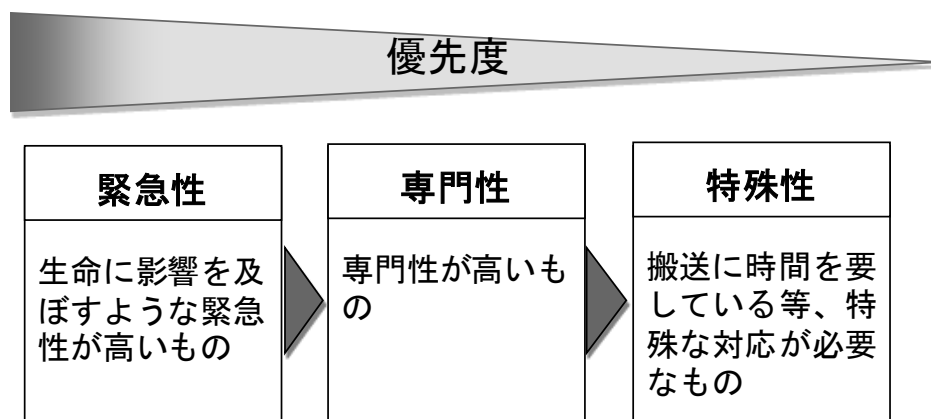 優先度
緊急性
生命に影響を及
ぼすような緊急
性が高いもの
専門性
専門性が高いも
の
特殊性
搬送に時間を要
している等、特
殊な対応が必要
なもの